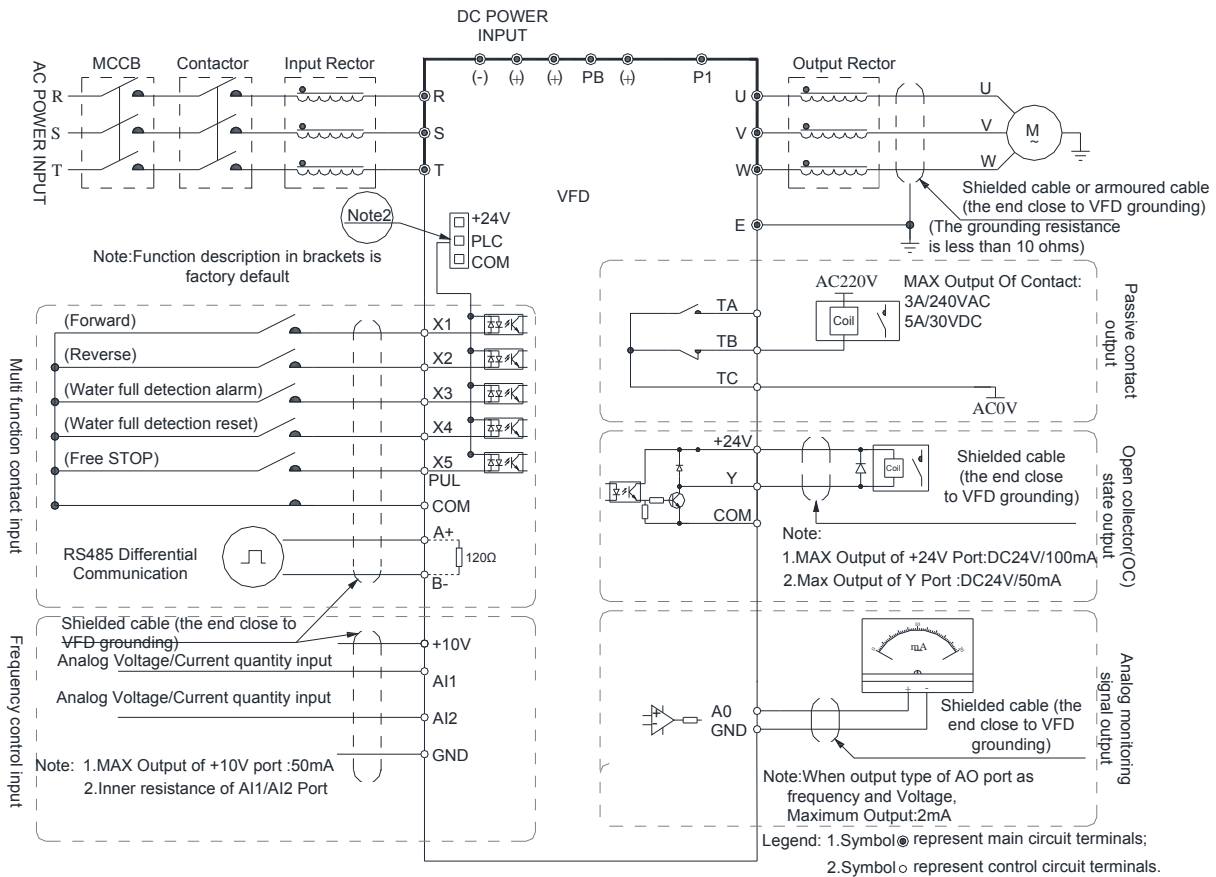 DC POWER
INPUT
MCCB
Contactor
Input Rector
(-)
(+)
(+)
PB
(+)
P1
Output Rector
AC POWER INPUT
R
S
T
R
S
T
U
V
W
U
V
W
M
~
VFD
E
Shielded cable or armoured cable
(the end close to VFD grounding)
(The grounding resistance
is less than 10 ohms)
Note2
+24V
PLC
COM
Note:Function description in brackets is
factory default
Multi function contact input
(Forward)
X1
(Reverse)
X2
(Water full detection alarm)
X3
(Water full detection reset)
X4
(Free STOP)
X5
PUL
COM
RS485 Differential
Communication
A+
120Ω
B-
Shielded cable (the end close to
VFD grounding)
Frequency control input
+10V
Analog Voltage/Current quantity input
AI1
Analog Voltage/Current quantity input
AI2
GND
Note: 1.MAX Output of +10V port :50mA
2.Inner resistance of AI1/AI2 Port
Passive contact
output
TA
TB
TC
AC220V
Coil
MAX Output Of Contact:
3A/240VAC
5A/30VDC
AC0V
Open collector(OC)
state output
+24V
Y
COM
Coil
Shielded cable
(the end close
to VFD grounding)
Note:
1.MAX Output of +24V Port:DC24V/100mA
2.Max Output of Y Port :DC24V/50mA
Analog monitoring
signal output
mA
+
-
A0
GND
Shielded cable (the
end close to VFD
grounding)
Note:When output type of AO port as
frequency and Voltage,
Maximum Output:2mA
Legend: 1.Symbol represent main circuit terminals;
2.Symbol represent control circuit terminals.